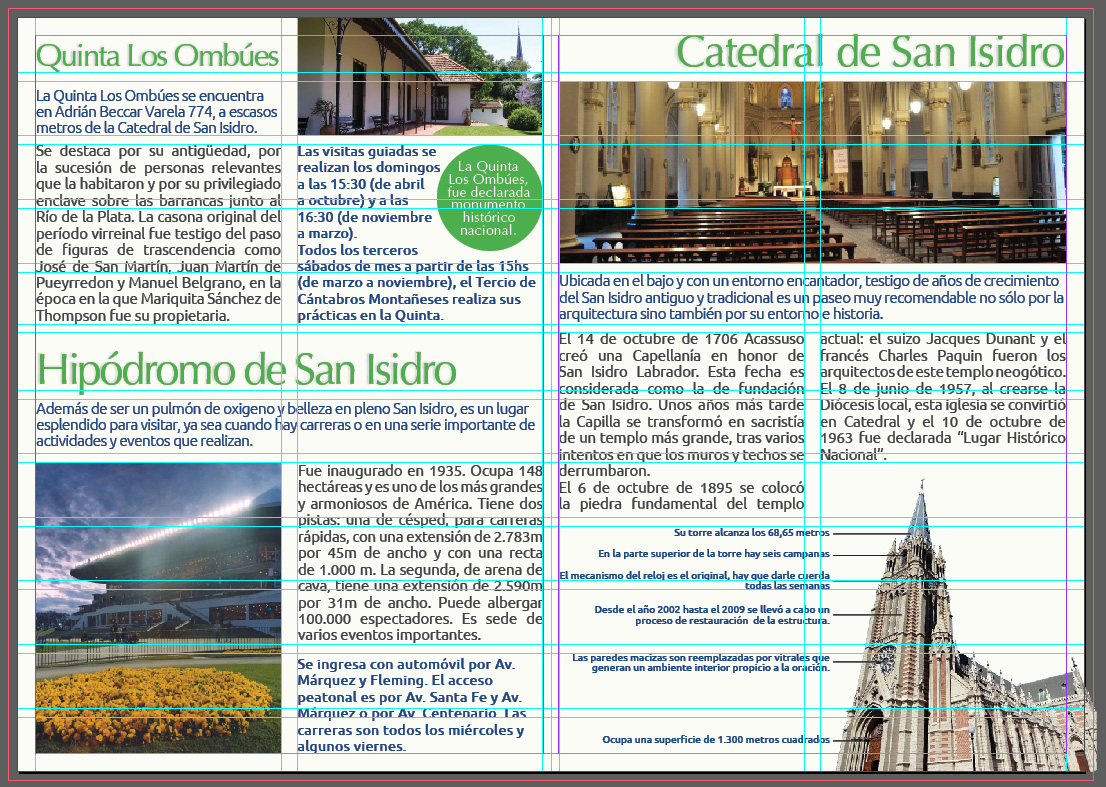 Quinta Los Ombúes
La Quinta Los Ombúes se encuentra
en Adrián Beccar Varela 774, a escasos
metros de la Catedral de San Isidro.
Se destaca por su antigüedad, por
la sucesión de personas relevantes
que la habitaron y por su privilegiado
enclave sobre las barrancas junto al
Río de la Plata. La casona original del
período virreinal fue testigo del paso
de figuras de trascendencia como
José de San Martín, Juan Martín de
Pueyrredon y Manuel Belgrano, en la
época en la que Mariquita Sánchez de
Thompson fue su propietaria.
Las visitas guiadas se
realizan los domingos
a las 15:30 (de abril
a octubre) y a las
16:30 (de noviembre
a marzo).
Todos los terceros
sábados de mes a partir de las 15hs
(de marzo a noviembre), el Tercio de
Cántabros Montañeses realiza sus
prácticas en la Quinta.
La Quinta
Los Ombúes,
fue declarada
monumento
histórico
nacional.
Hipódromo de San Isidro
Además de ser un pulmón de oxigeno y belleza en pleno San Isidro, es un lugar
esplendido para visitar, ya sea cuando hay carreras o en una serie importante de
actividades y eventos que realizan.
Fue inaugurado en 1935. Ocupa 148
hectáreas y es uno de los más grandes
y armoniosos de América. Tiene dos
pistas: una de césped, para carreras
rápidas, con una extensión de 2.783m
por 45m de ancho y con una recta
de 1.000 m. La segunda, de arena de
cava, tiene una extensión de 2.590m
por 31m de ancho. Puede albergar
100.000 espectadores. Es sede de
varios eventos importantes.
Se ingresa con automóvil por Av.
Márquez y Fleming. El acceso
peatonal es por Av. Santa Fe y Av.
Márquez o por Av. Centenario. Las
carreras son todos los miércoles y
algunos viernes.
Catedral de San Isidro
Ubicada en el bajo y con un entorno encantador, testigo de años de crecimiento
del San Isidro antiguo y tradicional es un paseo muy recomendable no sólo por la
arquitectura sino también por su entorno e historia.
El 14 de octubre de 1706 Acassuso
creó una Capellanía en honor de
San Isidro Labrador. Esta fecha es
considerada como la de fundación
de San Isidro. Unos años más tarde
la Capilla se transformó en sacristía
de un templo más grande, tras varios
intentos en que los muros y techos se
derrumbaron.
El 6 de octubre de 1895 se colocó
la piedra fundamental del templo
actual: el suizo Jacques Dunant y el
francés Charles Paquin fueron los
arquitectos de este templo neogótico.
El 8 de junio de 1957, al crearse la
Diócesis local, esta iglesia se convirtió
en Catedral y el 10 de octubre de
1963 fue declarada “Lugar Histórico
Nacional”.
Su torre alcanza los 68,65 metros
En la parte superior de la torre hay seis campanas
El mecanismo del reloj es el original, hay que darle cuerda
todas las semanas
Desde el año 2002 hasta el 2009 se llevó a cabo un
proceso de restauración de la estructura.
Las paredes macizas son reemplazadas por vitrales que
generan un ambiente interior propicio a la oración.
Ocupa una superficie de 1.300 metros cuadrados